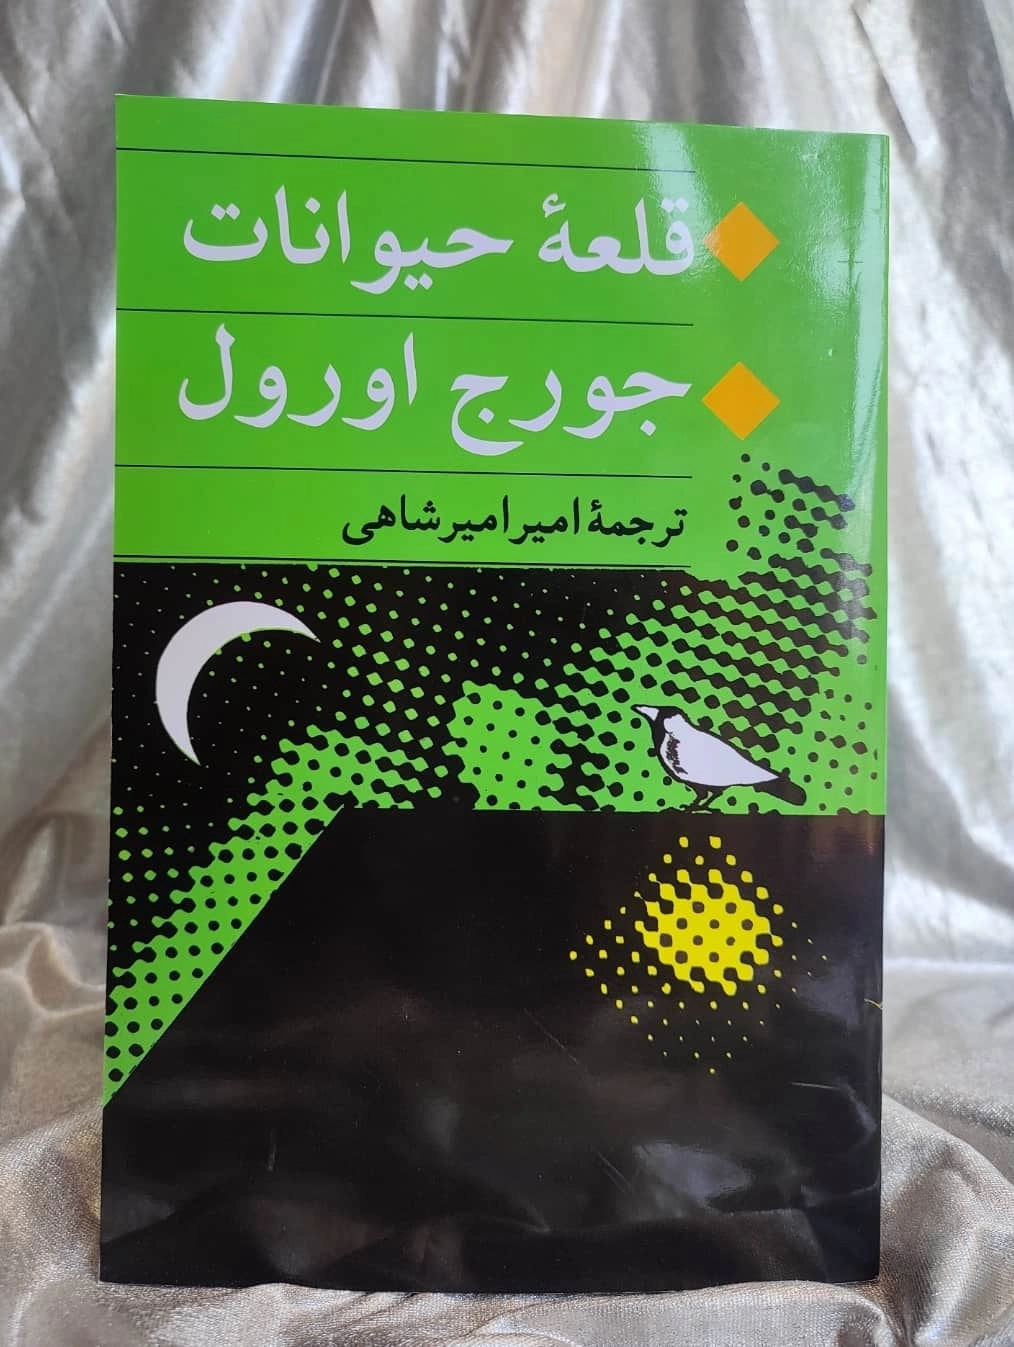 قلعهٔ حیوانات
جورج اورول
ترجمهٔ امیر امیرشاهی